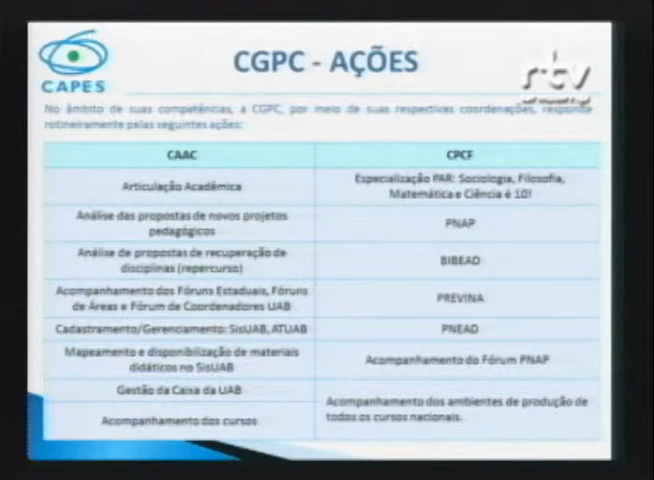 CAPES
CGPC - AÇÕES
r·tv
No âmbito de suas competências, a CGPC, por meio de suas respectivas coordenações, responde
rotineiramente pelas seguintes ações:
CAAC
CPCF
Articulação Acadêmica
Especialização PAR: Sociologia, Filosofia,
Matemática e Ciência é 10!
Análise das propostas de novos projetos
pedagógicos
PNAP
Análise de propostas de recuperação de
disciplinas (repercurso)
BIBEAD
Acompanhamento dos Fóruns Estaduais, Fóruns
de Áreas e Fórum de Coordenadores UAB
PREVINA
Cadastramento/Gerenciamento: SisUAB, ATUAB
PNEAD
Mapeamento e disponibilização de materiais
didáticos no SisUAB
Acompanhamento do Fórum PNAP
Gestão da Caixa da UAB
Acompanhamento dos ambientes de produção de
todos os cursos nacionais.
Acompanhamento dos cursos